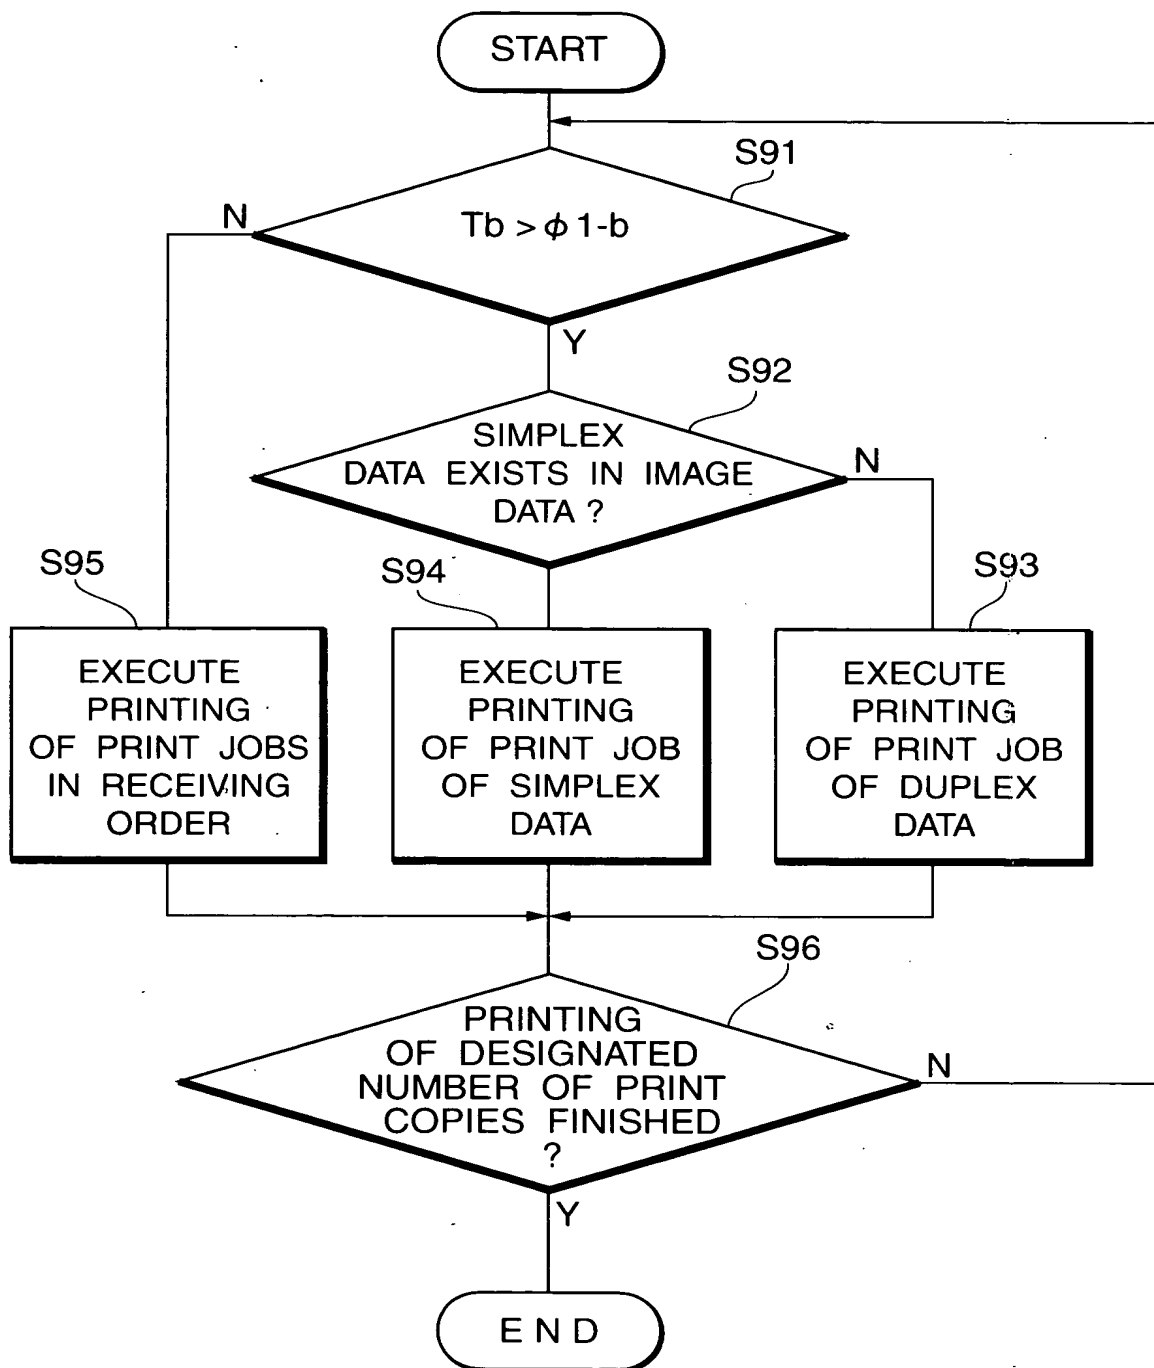 START
S91
N
Tb > φ 1-b
Y
S92
SIMPLEX
DATA EXISTS IN IMAGE
DATA ?
N
S95
S94
S93
EXECUTE
PRINTING
OF PRINT JOBS
IN RECEIVING
ORDER
EXECUTE
PRINTING
OF PRINT JOB
OF SIMPLEX
DATA
EXECUTE
PRINTING
OF PRINT JOB
OF DUPLEX
DATA
S96
PRINTING
OF DESIGNATED
NUMBER OF PRINT
COPIES FINISHED
?
N
Y
END